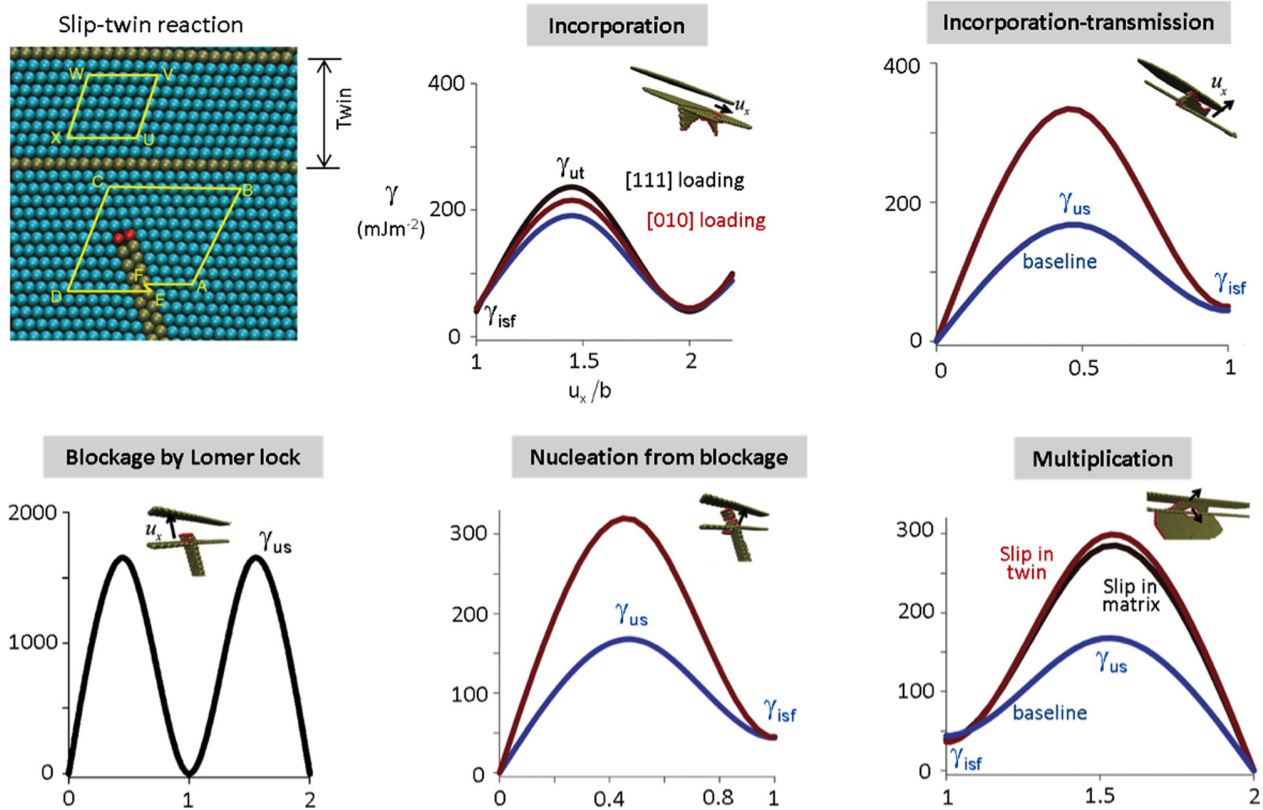 Slip-twin reaction
W
V
X
U
C
B
F
A
D
E
Twin
Incorporation
400
200
0
γ
(mJm⁻²)
uₓ
γut
[111] loading
[010] loading
γisf
1
1.5
2
uₓ/b
Incorporation-transmission
400
200
0
uₓ
γus
baseline
γisf
0
0.5
1
Blockage by Lomer lock
2000
1000
0
uₓ
γus
0
1
2
Nucleation from blockage
300
200
100
0
γus
γisf
0
0.4
0.8
1
Multiplication
300
200
100
0
Slip in
twin
Slip in
matrix
γus
baseline
γisf
1
1.5
2